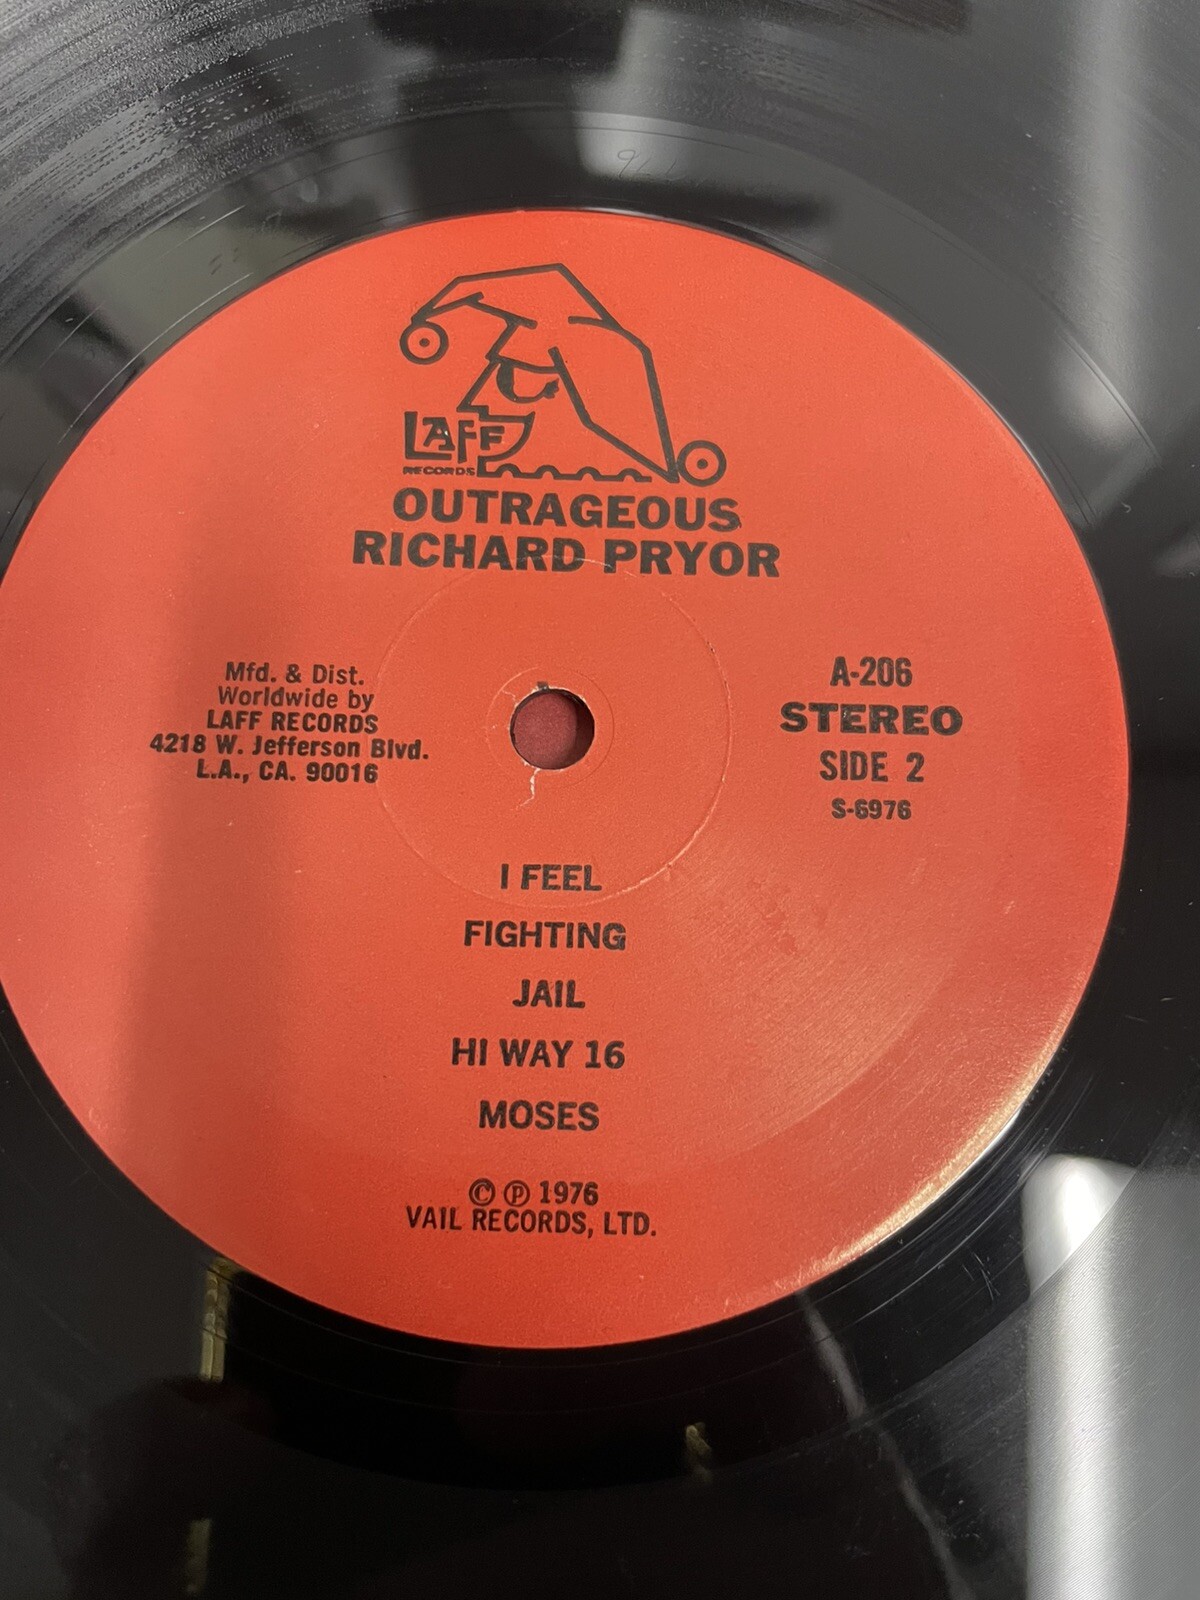 LAFF
RECORDS
OUTRAGEOUS
RICHARD PRYOR
Mfd. & Dist.
Worldwide by
LAFF RECORDS
4218 W. Jefferson Blvd.
L.A., CA. 90016
A-206
STEREO
SIDE 2
S-6976
I FEEL
FIGHTING
JAIL
HI WAY 16
MOSES
© ℗ 1976
VAIL RECORDS, LTD.